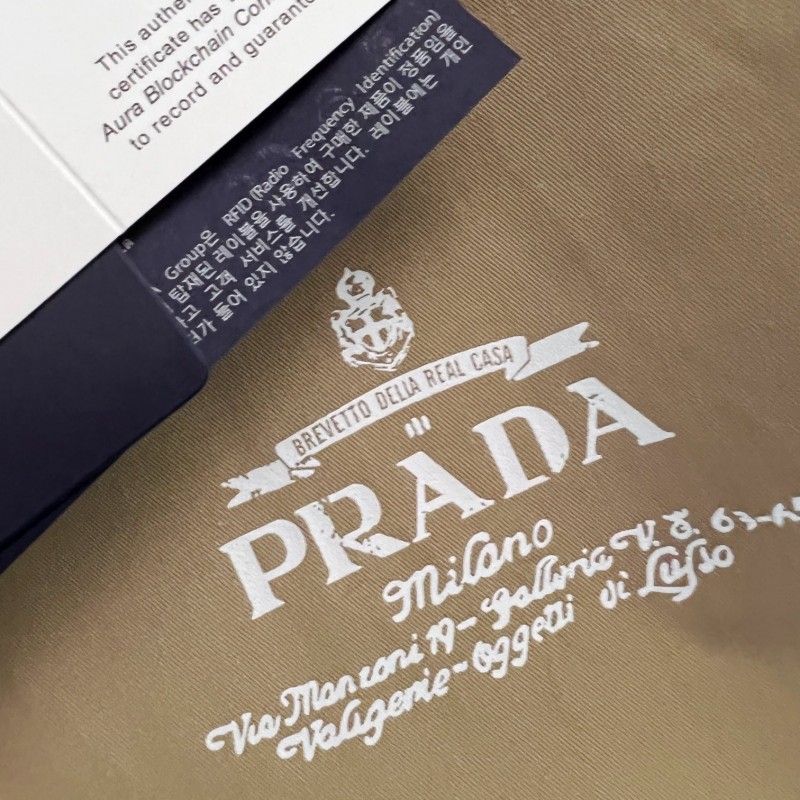 This authen
certificate has
Aura Blockchain Con
to record and guarante
Group은 RFID (Radio Frequency Identification)
탑재된 레이블을 사용하여 구매한 제품이 정품임을
하고 고객 서비스를 개선합니다. 레이블에는 개인
가 들어 있지 않습니다.
BREVETTO DELLA REAL CASA
PRADA
Milano
Via Manzoni 19 - Galleria V. E. 63-
Valigerie - Oggetti di Lusso